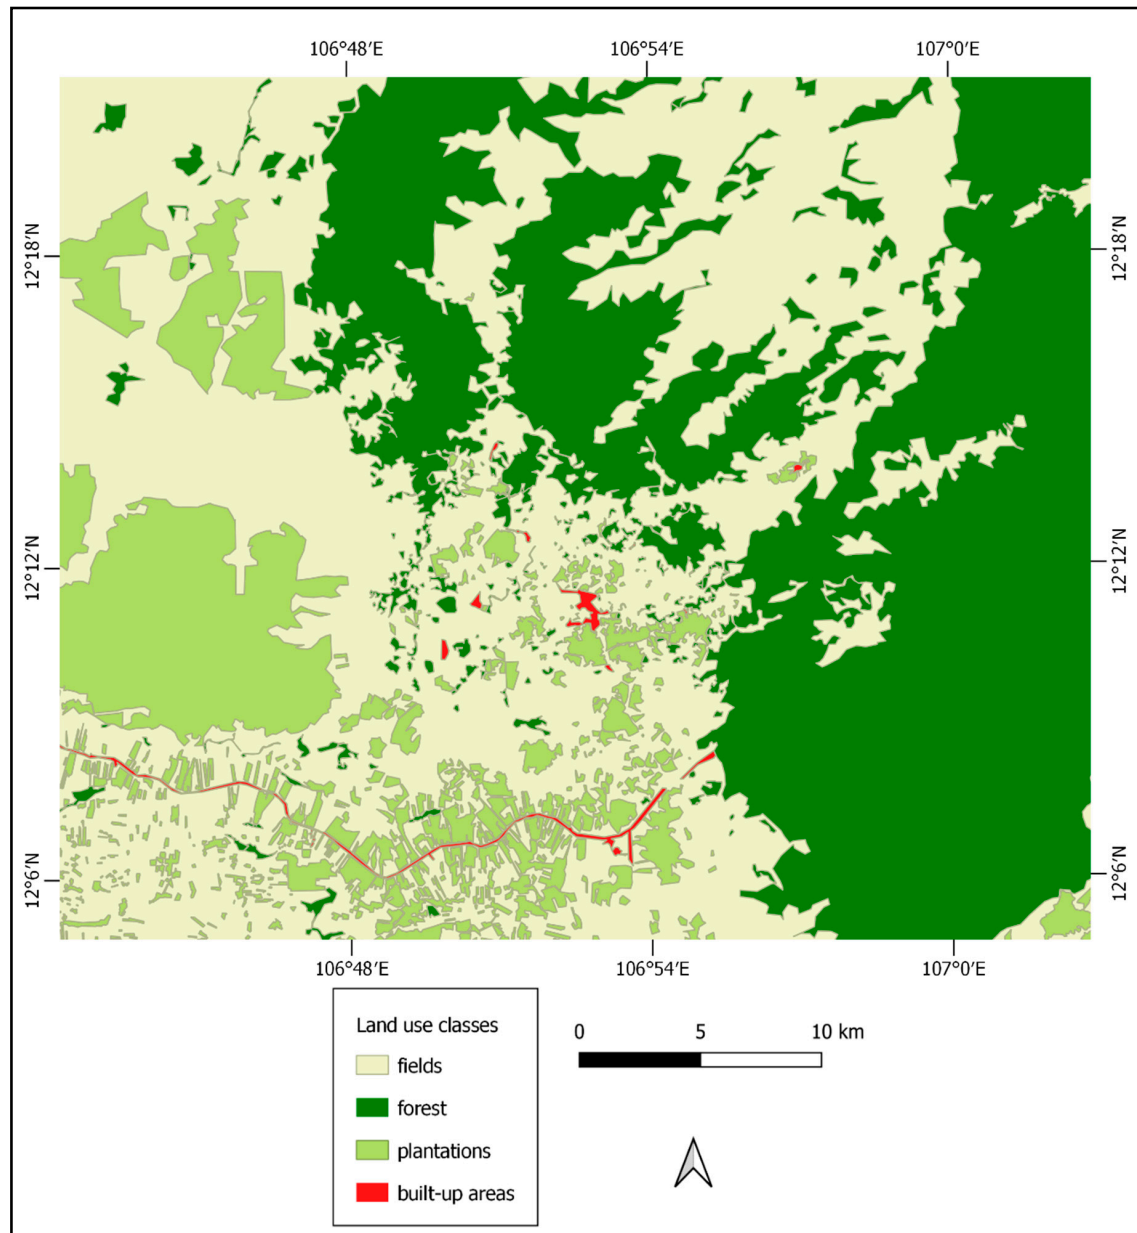 106°48′E 106°54′E 107°0′E
12°18′N 12°18′N
12°12′N 12°12′N
12°6′N 12°6′N
106°48′E 106°54′E 107°0′E
Land use classes
fields
forest
plantations
built-up areas
0 5 10 km